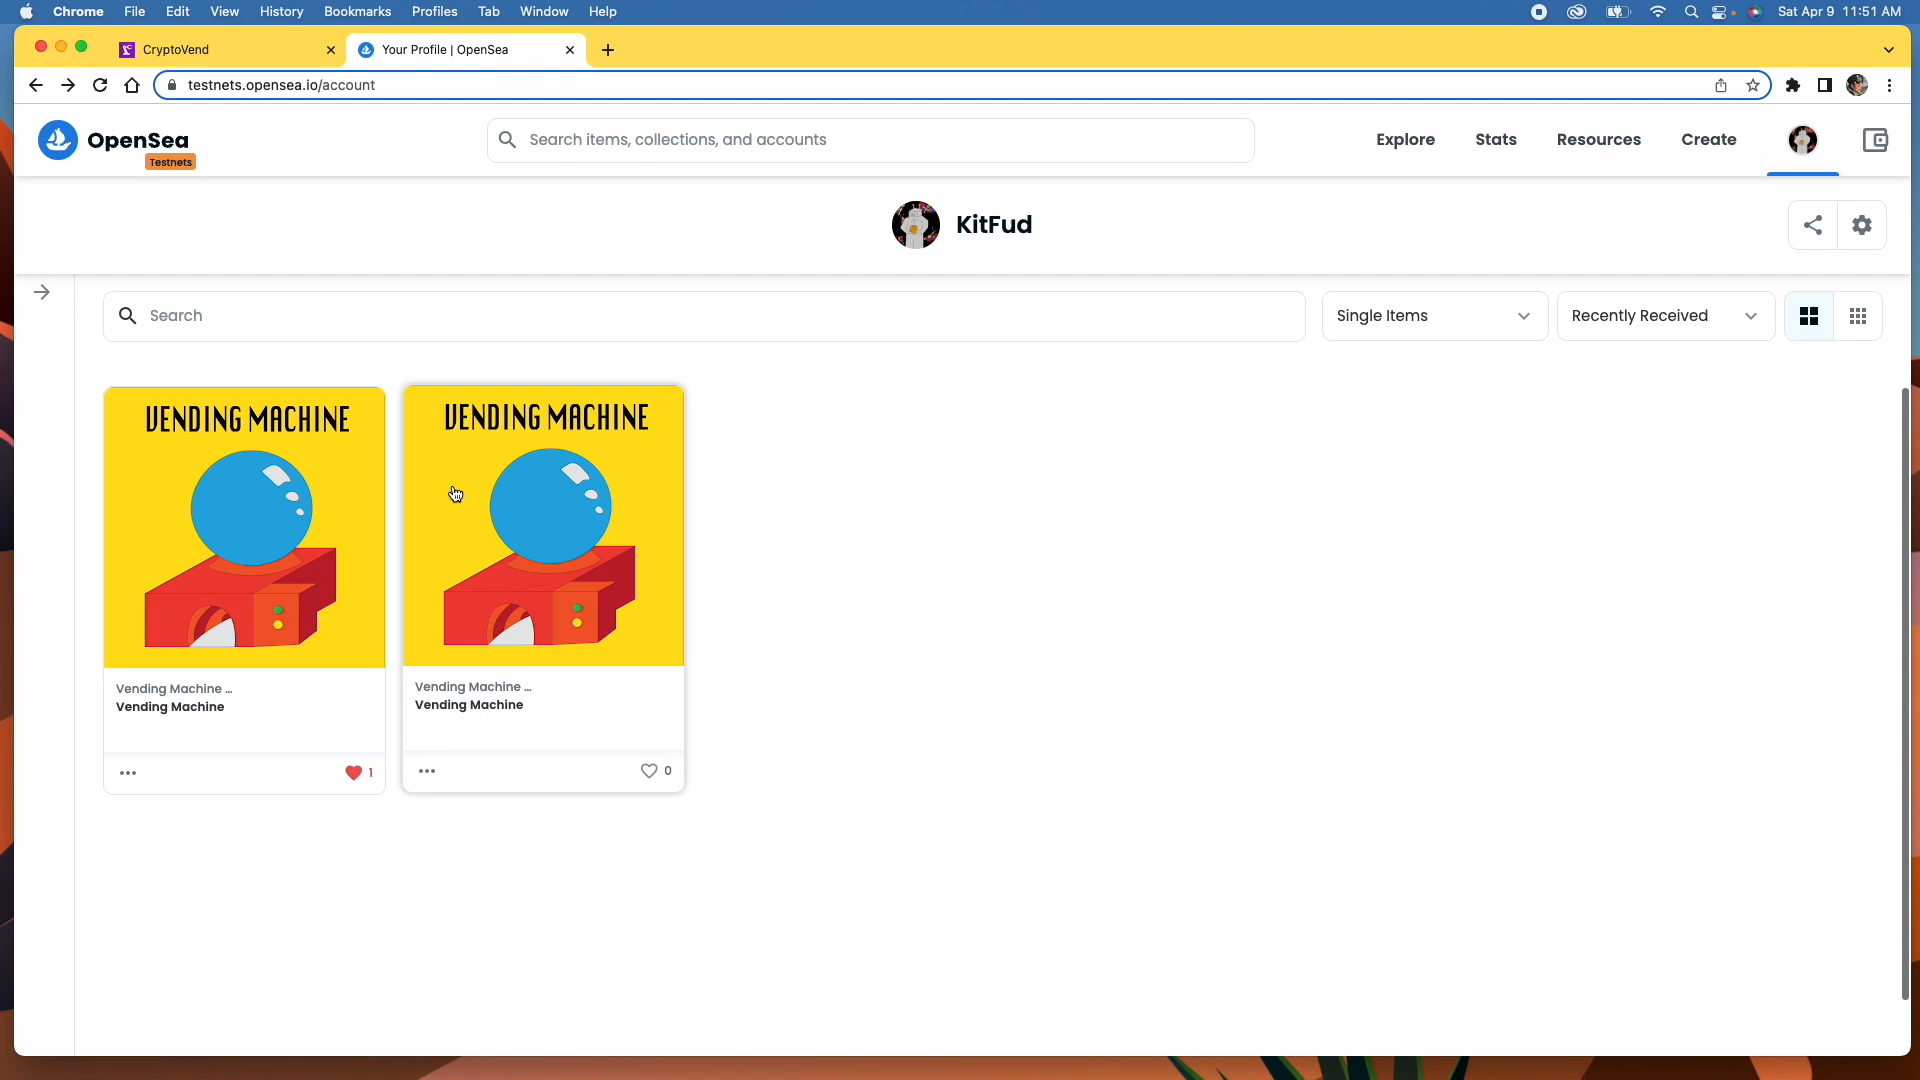 Chrome File Edit View History Bookmarks Profiles Tab Window Help Sat Apr 9 11:51 AM
CryptoVend Your Profile | OpenSea
testnets.opensea.io/account
OpenSea
Testnets
Search items, collections, and accounts
Explore Stats Resources Create
KitFud
Search
Single Items
Recently Received
VENDING MACHINE
Vending Machine ...
Vending Machine
1
VENDING MACHINE
Vending Machine ...
Vending Machine
0